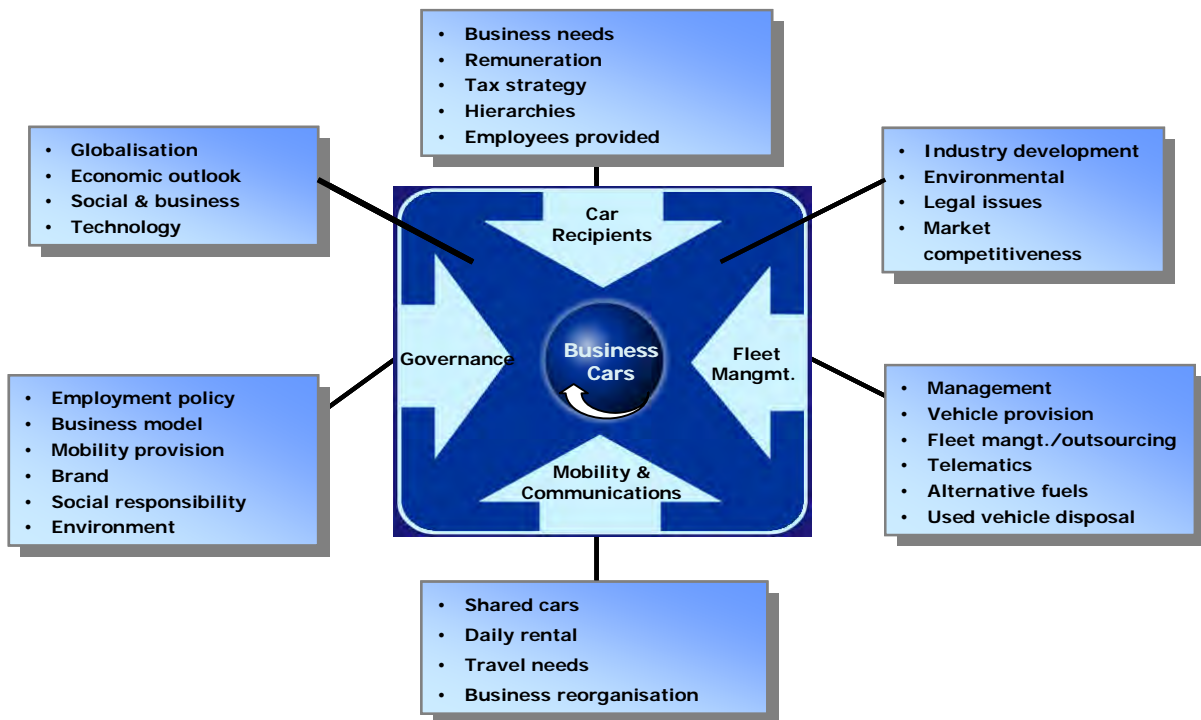 • Business needs
• Remuneration
• Tax strategy
• Hierarchies
• Employees provided
• Globalisation
• Economic outlook
• Social & business
• Technology
• Industry development
• Environmental
• Legal issues
• Market
competitiveness
Car
Recipients
Governance
Business
Cars
Fleet
Mangmt.
Mobility &
Communications
• Employment policy
• Business model
• Mobility provision
• Brand
• Social responsibility
• Environment
• Management
• Vehicle provision
• Fleet mangt./outsourcing
• Telematics
• Alternative fuels
• Used vehicle disposal
• Shared cars
• Daily rental
• Travel needs
• Business reorganisation